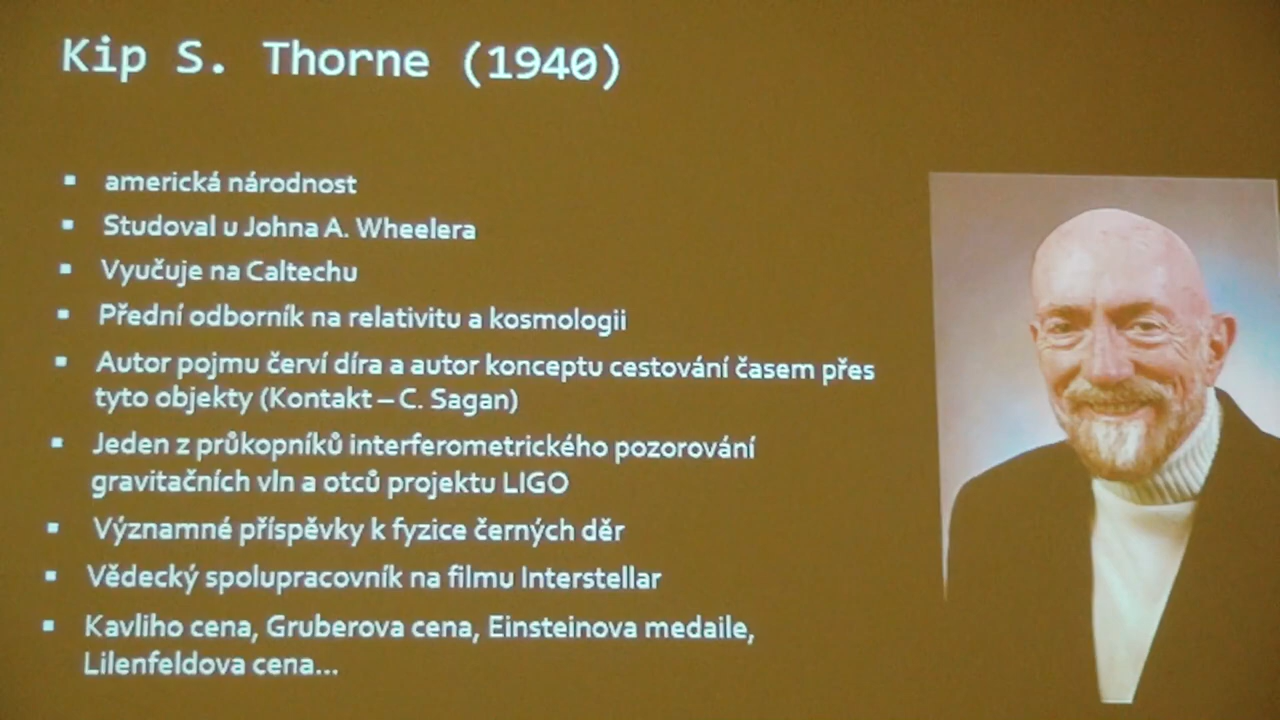 Kip S. Thorne (1940)
americká národnost
Studoval u Johna A. Wheelera
Vyučuje na Caltechu
Přední odborník na relativitu a kosmologii
Autor pojmu červí díra a autor konceptu cestování časem přes
tyto objekty (Kontakt – C. Sagan)
Jeden z průkopníků interferometrického pozorování
gravitačních vln a otců projektu LIGO
Významné příspěvky k fyzice černých děr
Vědecký spolupracovník na filmu Interstellar
Kavliho cena, Gruberova cena, Einsteinova medaile,
Lilenfeldova cena...